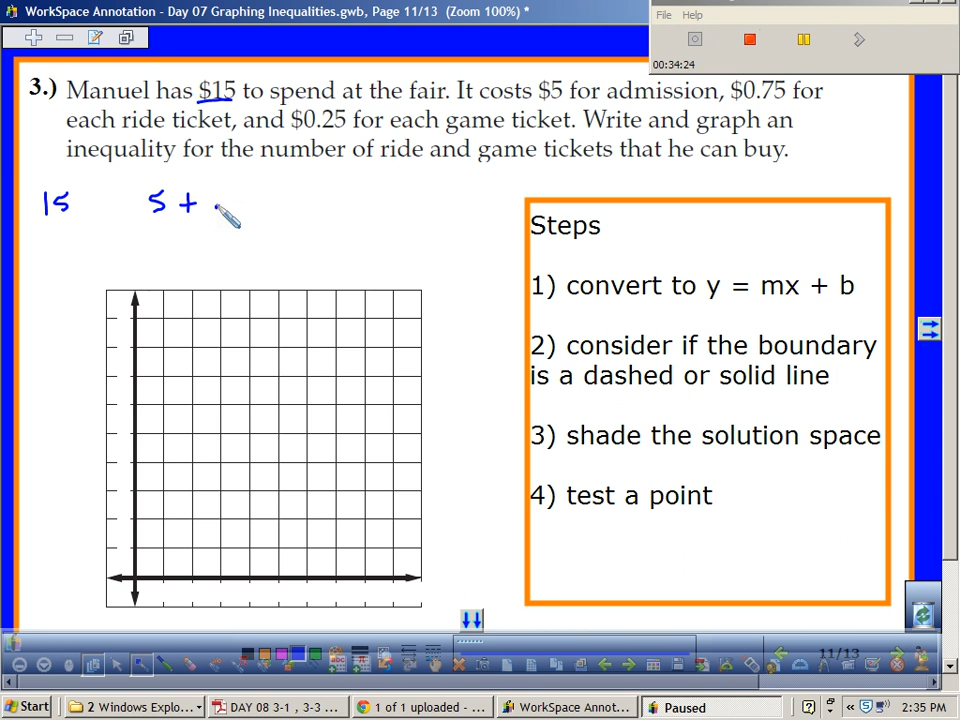 WorkSpace Annotation - Day 07 Graphing Inequalities.gwb, Page 11/13 (Zoom 100%) *
File Help
00:34:24
3.) Manuel has $15 to spend at the fair. It costs $5 for admission, $0.75 for
each ride ticket, and $0.25 for each game ticket. Write and graph an
inequality for the number of ride and game tickets that he can buy.
15 5 + .
Steps
1) convert to y = mx + b
2) consider if the boundary
is a dashed or solid line
3) shade the solution space
4) test a point
11/13
Start
2 Windows Explo...
DAY 08 3-1 , 3-3 ...
1 of 1 uploaded - ...
WorkSpace Annotat...
Paused
2:35 PM